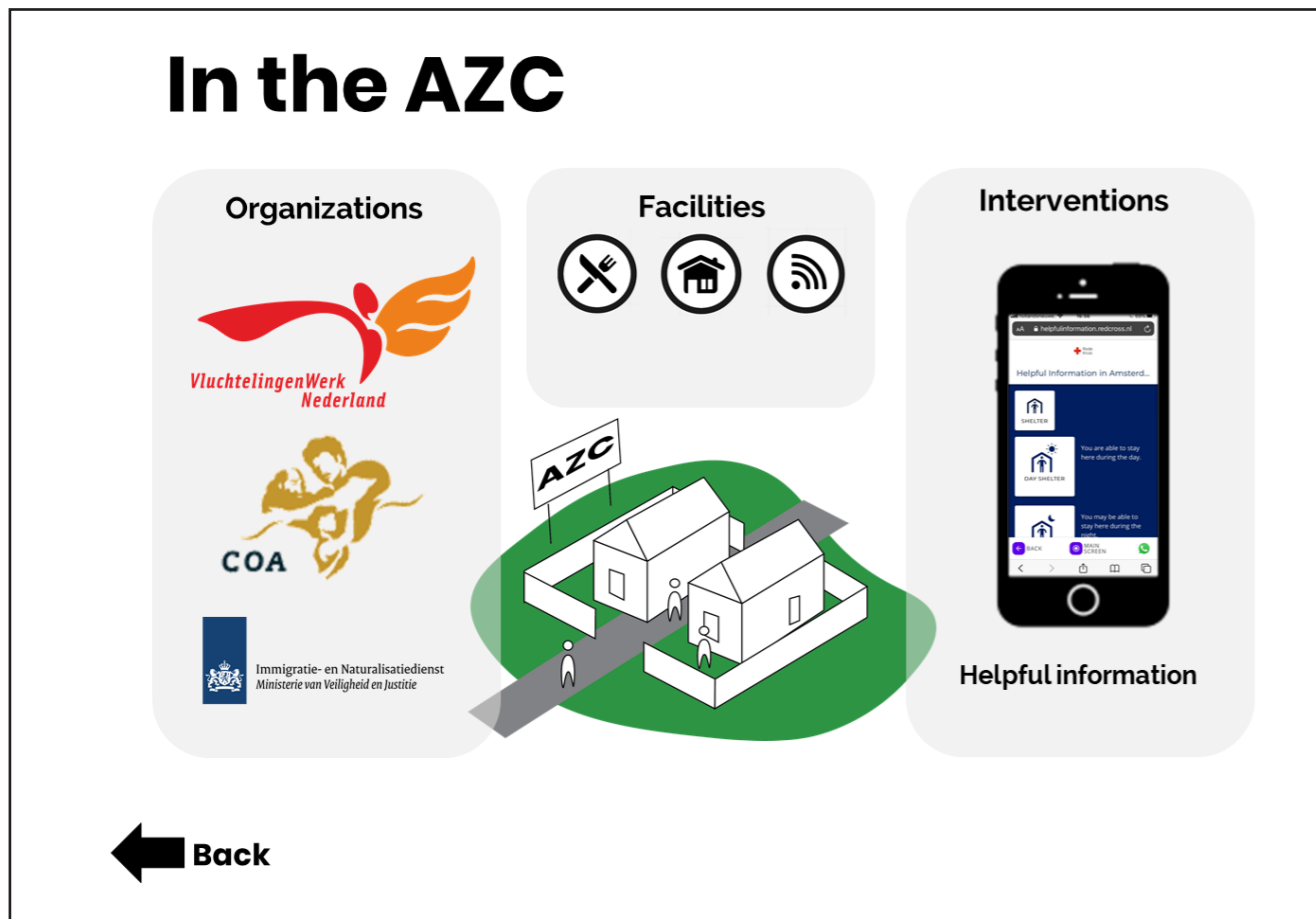 In the AZC
Organizations
VluchtelingenWerk
Nederland
COA
Immigratie- en Naturalisatiedienst
Ministerie van Veiligheid en Justitie
Facilities
AZC
Interventions
AA helpfulinformation.redcross.nl
Helpful Information in Amsterd...
SHELTER
DAY SHELTER
You are able to stay
here during the day.
You may be able to
stay here during the
night.
BACK
MAIN
SCREEN
Helpful information
Back